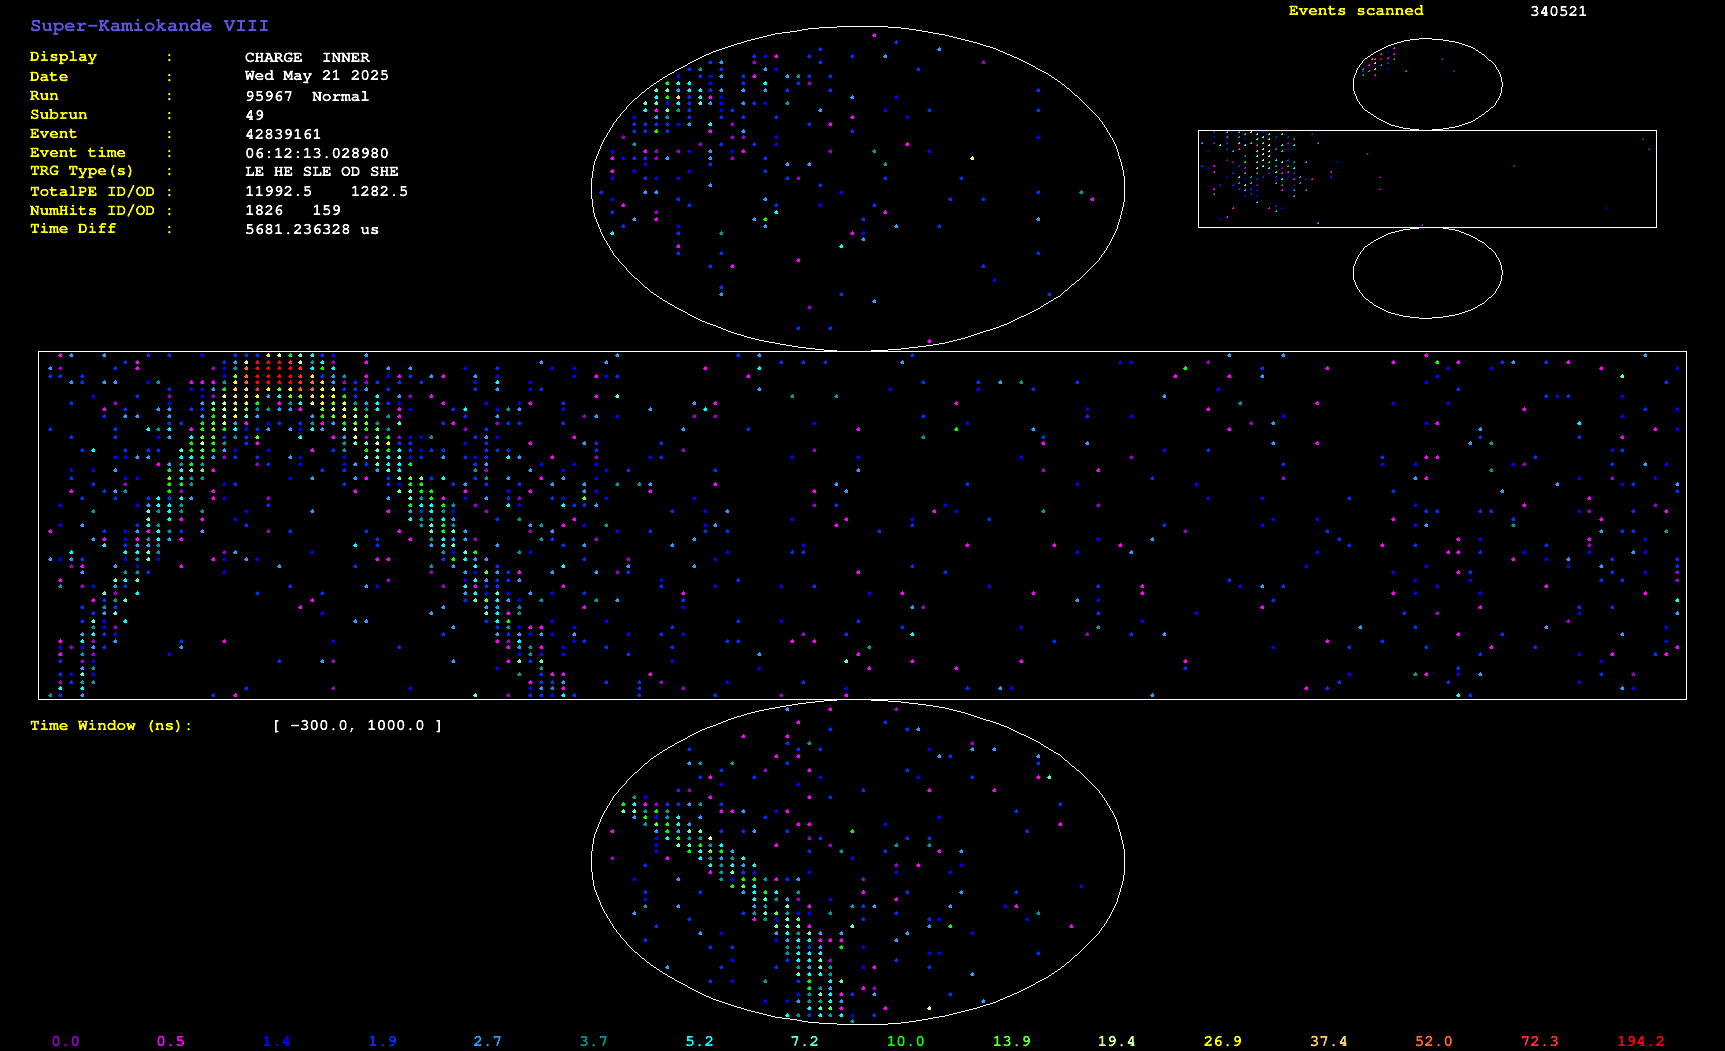 Super-Kamiokande VIII
Events scanned 340521
Display : CHARGE INNER
Date : Wed May 21 2025
Run : 95967 Normal
Subrun : 49
Event : 42839161
Event time : 06:12:13.028980
TRG Type(s) : LE HE SLE OD SHE
TotalPE ID/OD : 11992.5 1282.5
NumHits ID/OD : 1826 159
Time Diff : 5681.236328 us
Time Window (ns): [ -300.0, 1000.0 ]
0.0 0.5 1.4 1.9 2.7 3.7 5.2 7.2 10.0 13.9 19.4 26.9 37.4 52.0 72.3 194.2